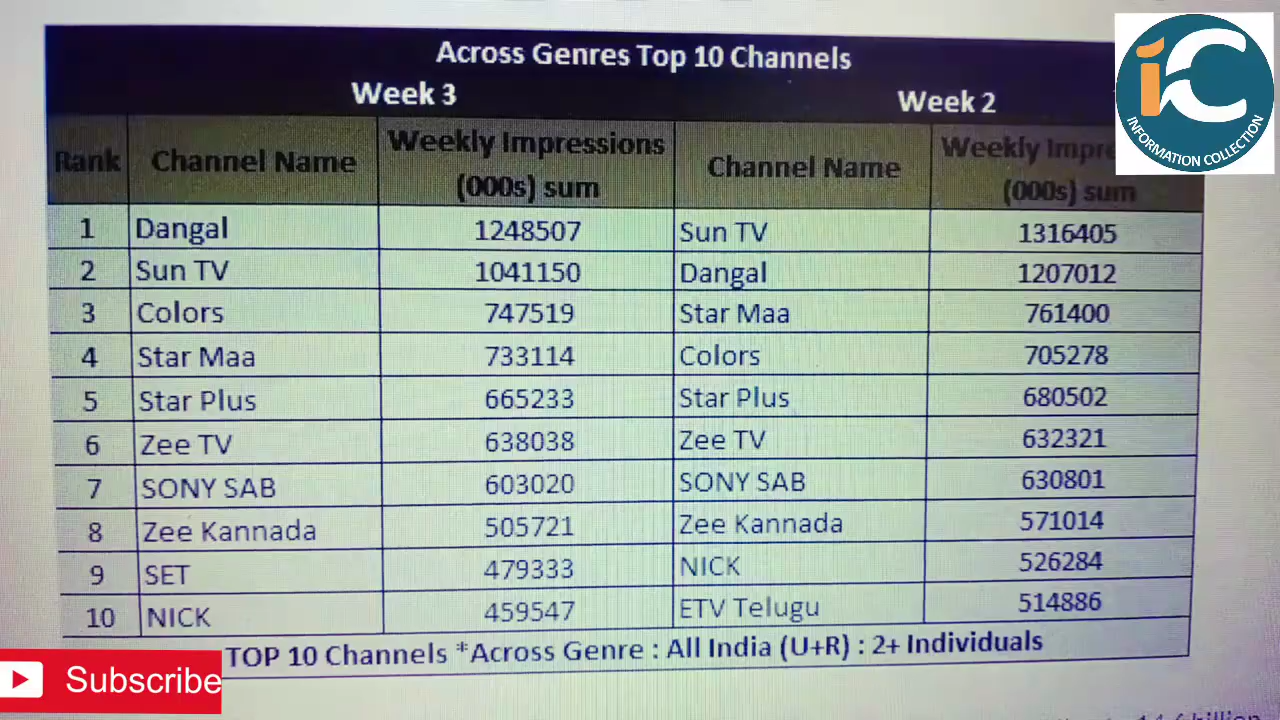 Across Genres Top 10 Channels
Week 3 Week 2
Rank Channel Name Weekly Impressions (000s) sum Channel Name Weekly (000s) sum
1 Dangal 1248507 Sun TV 1316405
2 Sun TV 1041150 Dangal 1207012
3 Colors 747519 Star Maa 761400
4 Star Maa 733114 Colors 705278
5 Star Plus 665233 Star Plus 680502
6 Zee TV 638038 Zee TV 632321
7 SONY SAB 603020 SONY SAB 630801
8 Zee Kannada 505721 Zee Kannada 571014
9 SET 479333 NICK 526284
10 NICK 459547 ETV Telugu 514886
TOP 10 Channels *Across Genre : All India (U+R) : 2+ Individuals
iC
INFORMATION COLLECTION
Subscribe